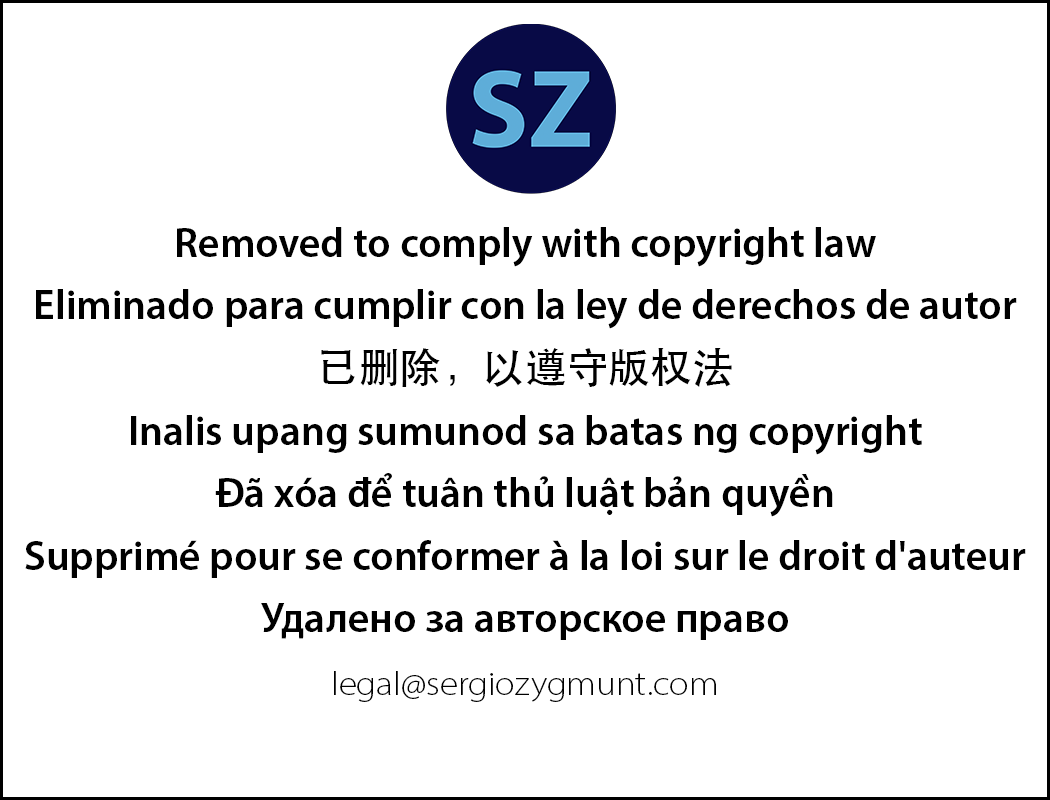 SZ
Removed to comply with copyright law
Eliminado para cumplir con la ley de derechos de autor
已删除，以遵守版权法
Inalis upang sumunod sa batas ng copyright
Đã xóa để tuân thủ luật bản quyền
Supprimé pour se conformer à la loi sur le droit d'auteur
Удалено за авторское право
legal@sergiozygmunt.com